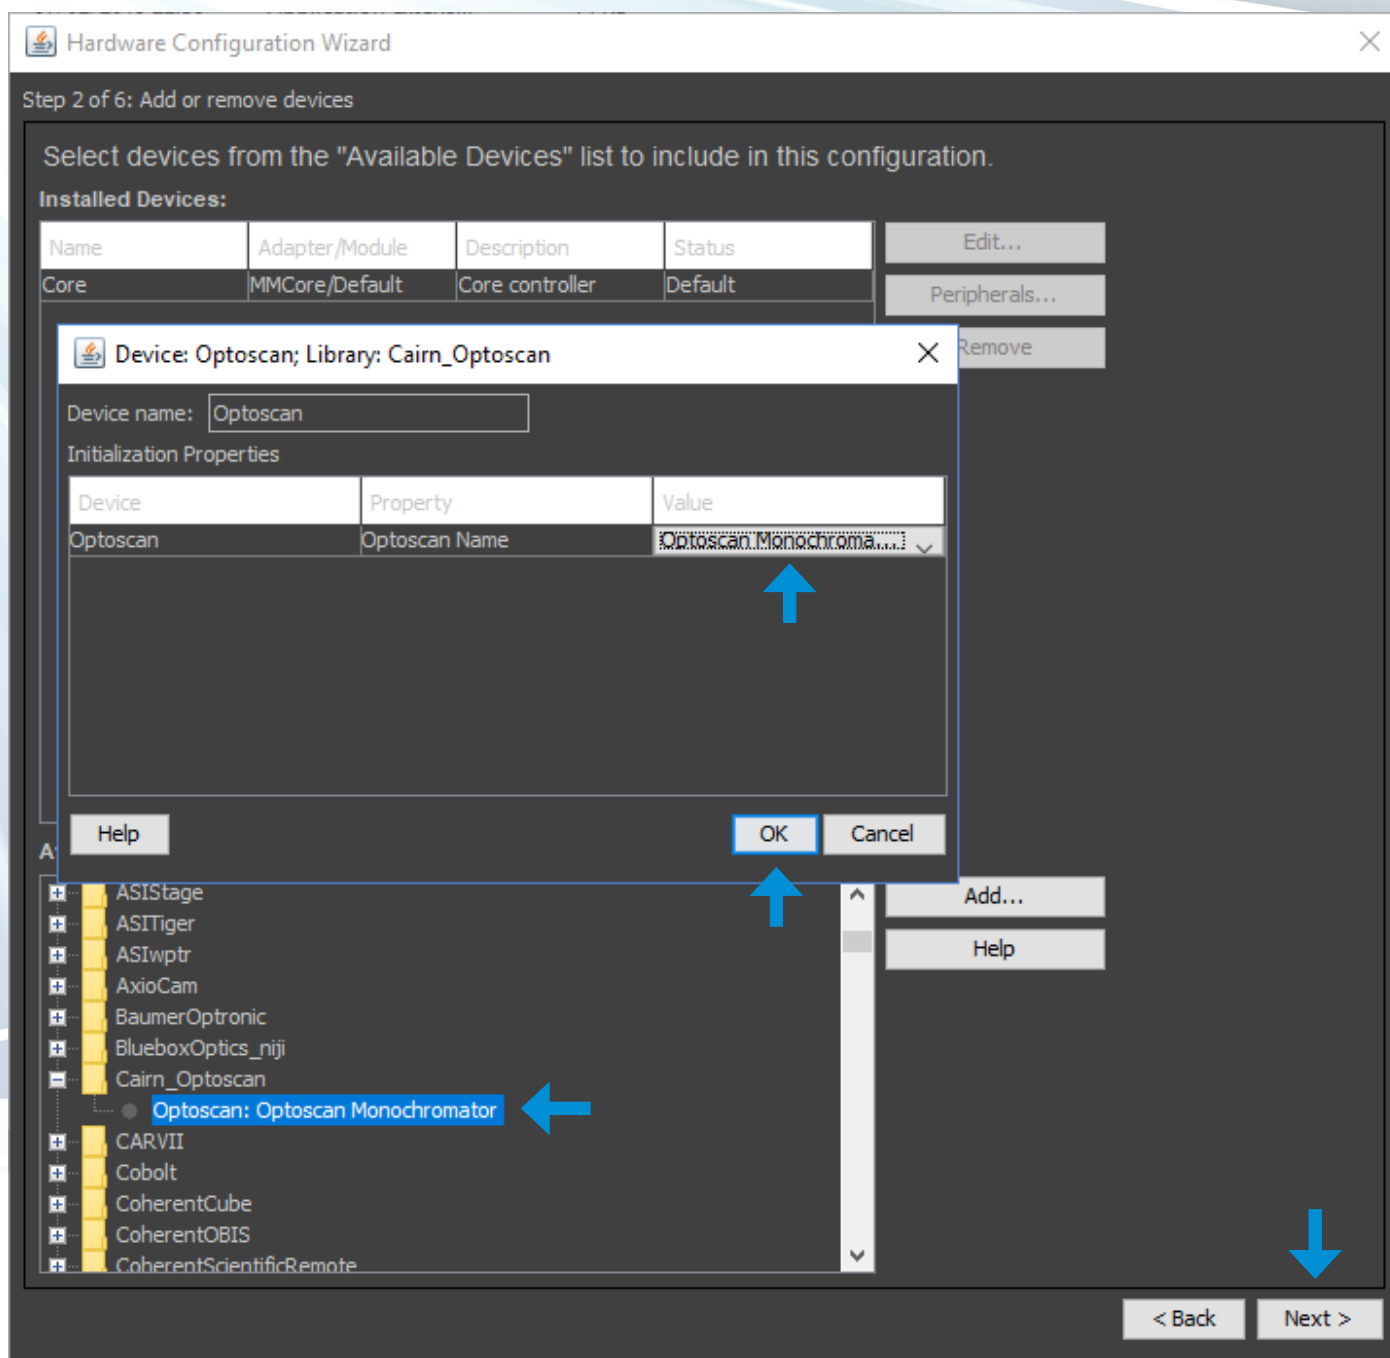 Hardware Configuration Wizard
Step 2 of 6: Add or remove devices
Select devices from the "Available Devices" list to include in this configuration.
Installed Devices:
Name Adapter/Module Description Status
Core MMCore/Default Core controller Default
Edit...
Peripherals...
Remove
Device: Optoscan; Library: Cairn_Optoscan
Device name: Optoscan
Initialization Properties
Device Property Value
Optoscan Optoscan Name Optoscan Monochroma...
Help OK Cancel
ASIStage
ASITiger
ASIwptr
AxioCam
BaumerOptronic
BlueboxOptics_niji
Cairn_Optoscan
Optoscan: Optoscan Monochromator
CARVII
Cobolt
CoherentCube
CoherentOBIS
CoherentScientificRemote
Add...
Help
< Back Next >